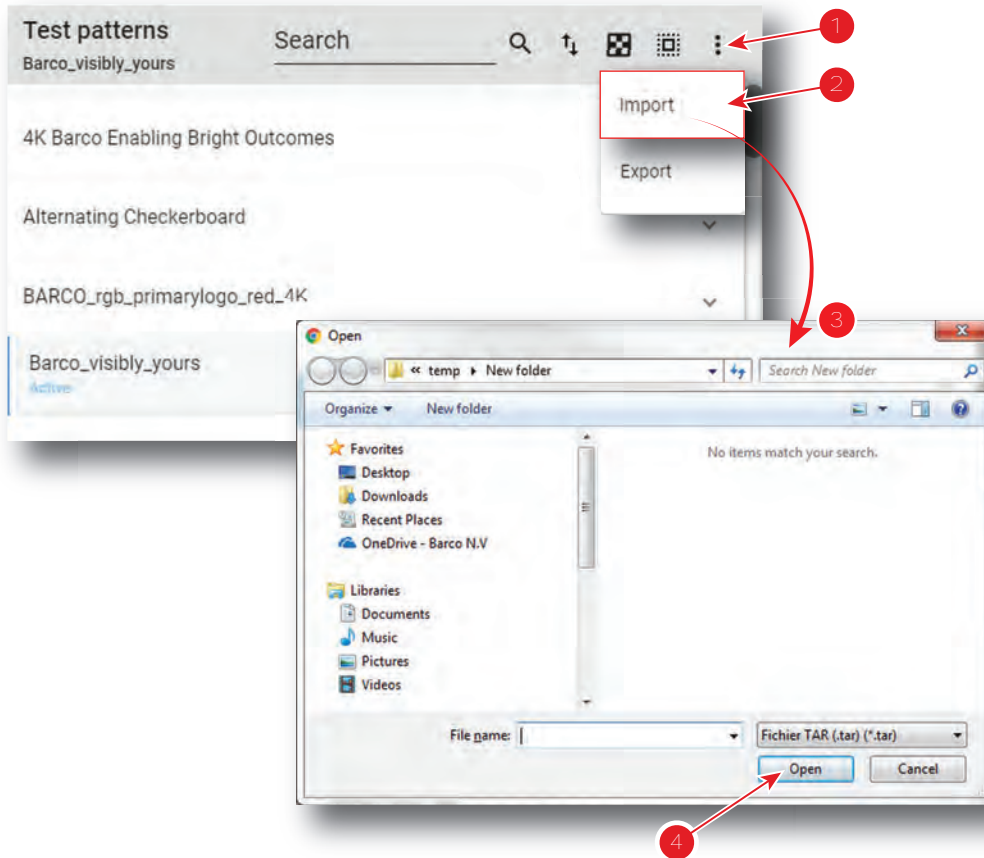 Test patterns
Barco_visibly_yours
Search
1
2
Import
Export
4K Barco Enabling Bright Outcomes
Alternating Checkerboard
BARCO_rgb_primarylogo_red_4K
Barco_visibly_yours
Active
3
Open
« temp New folder
Search New folder
Organize
New folder
Favorites
Desktop
Downloads
Recent Places
OneDrive - Barco N.V
Libraries
Documents
Music
Pictures
Videos
No items match your search.
File name:
Fichier TAR (.tar) (*.tar)
Open
Cancel
4